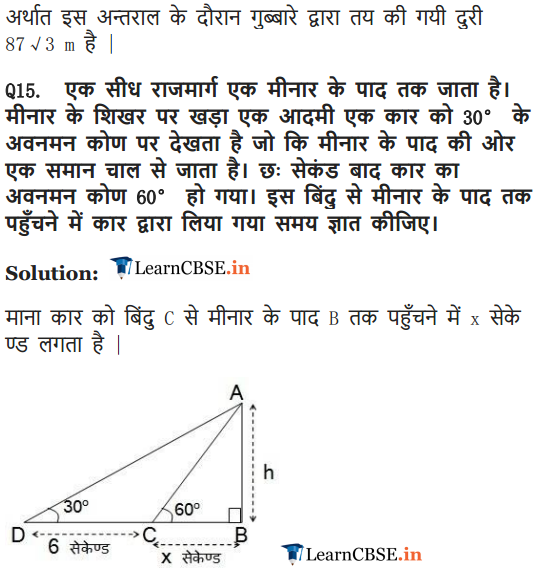 अर्थात इस अन्तराल के दौरान गुब्बारे द्वारा तय की गयी दुरी
87√3 m है |
Q15. एक सीध राजमार्ग एक मीनार के पाद तक जाता है।
मीनार के शिखर पर खड़ा एक आदमी एक कार को 30° के
अवनमन कोण पर देखता है जो कि मीनार के पाद की ओर
एक समान चाल से जाता है। छः सेकंड बाद कार का
अवनमन कोण 60° हो गया। इस बिंदु से मीनार के पाद तक
पहुँचने में कार द्वारा लिया गया समय ज्ञात कीजिए।
Solution: LearnCBSE.in
माना कार को बिंदु C से मीनार के पाद B तक पहुँचने में x सेके
ण्ड लगता है |
A
h
30° 60°
D C B
6 सेकेण्ड
x सेकेण्ड
LearnCBSE.in